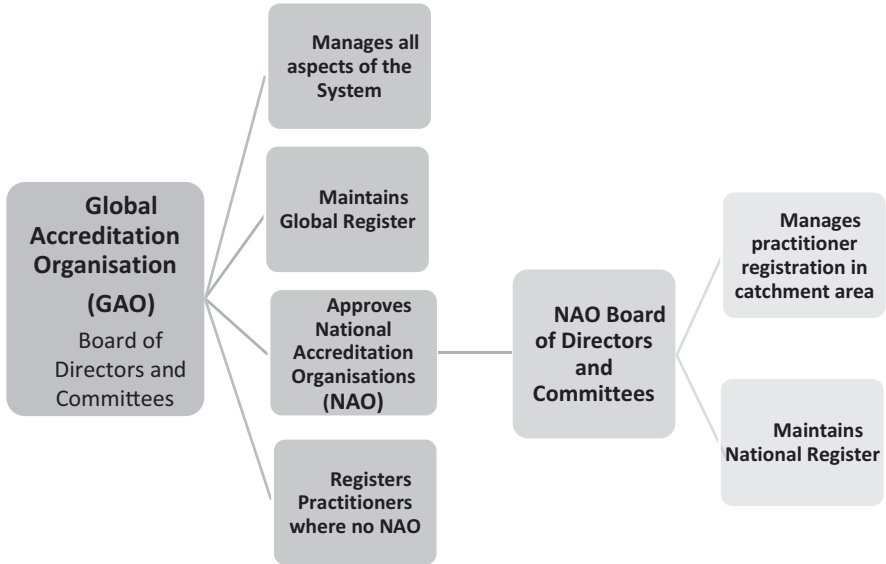 Global
Accreditation
Organisation
(GAO)
Board of
Directors and
Committees
Manages all
aspects of the
System
Maintains
Global Register
Approves
National
Accreditation
Organisations
(NAO)
Registers
Practitioners
where no NAO
NAO Board
of Directors
and
Committees
Manages
practitioner
registration in
catchment area
Maintains
National Register